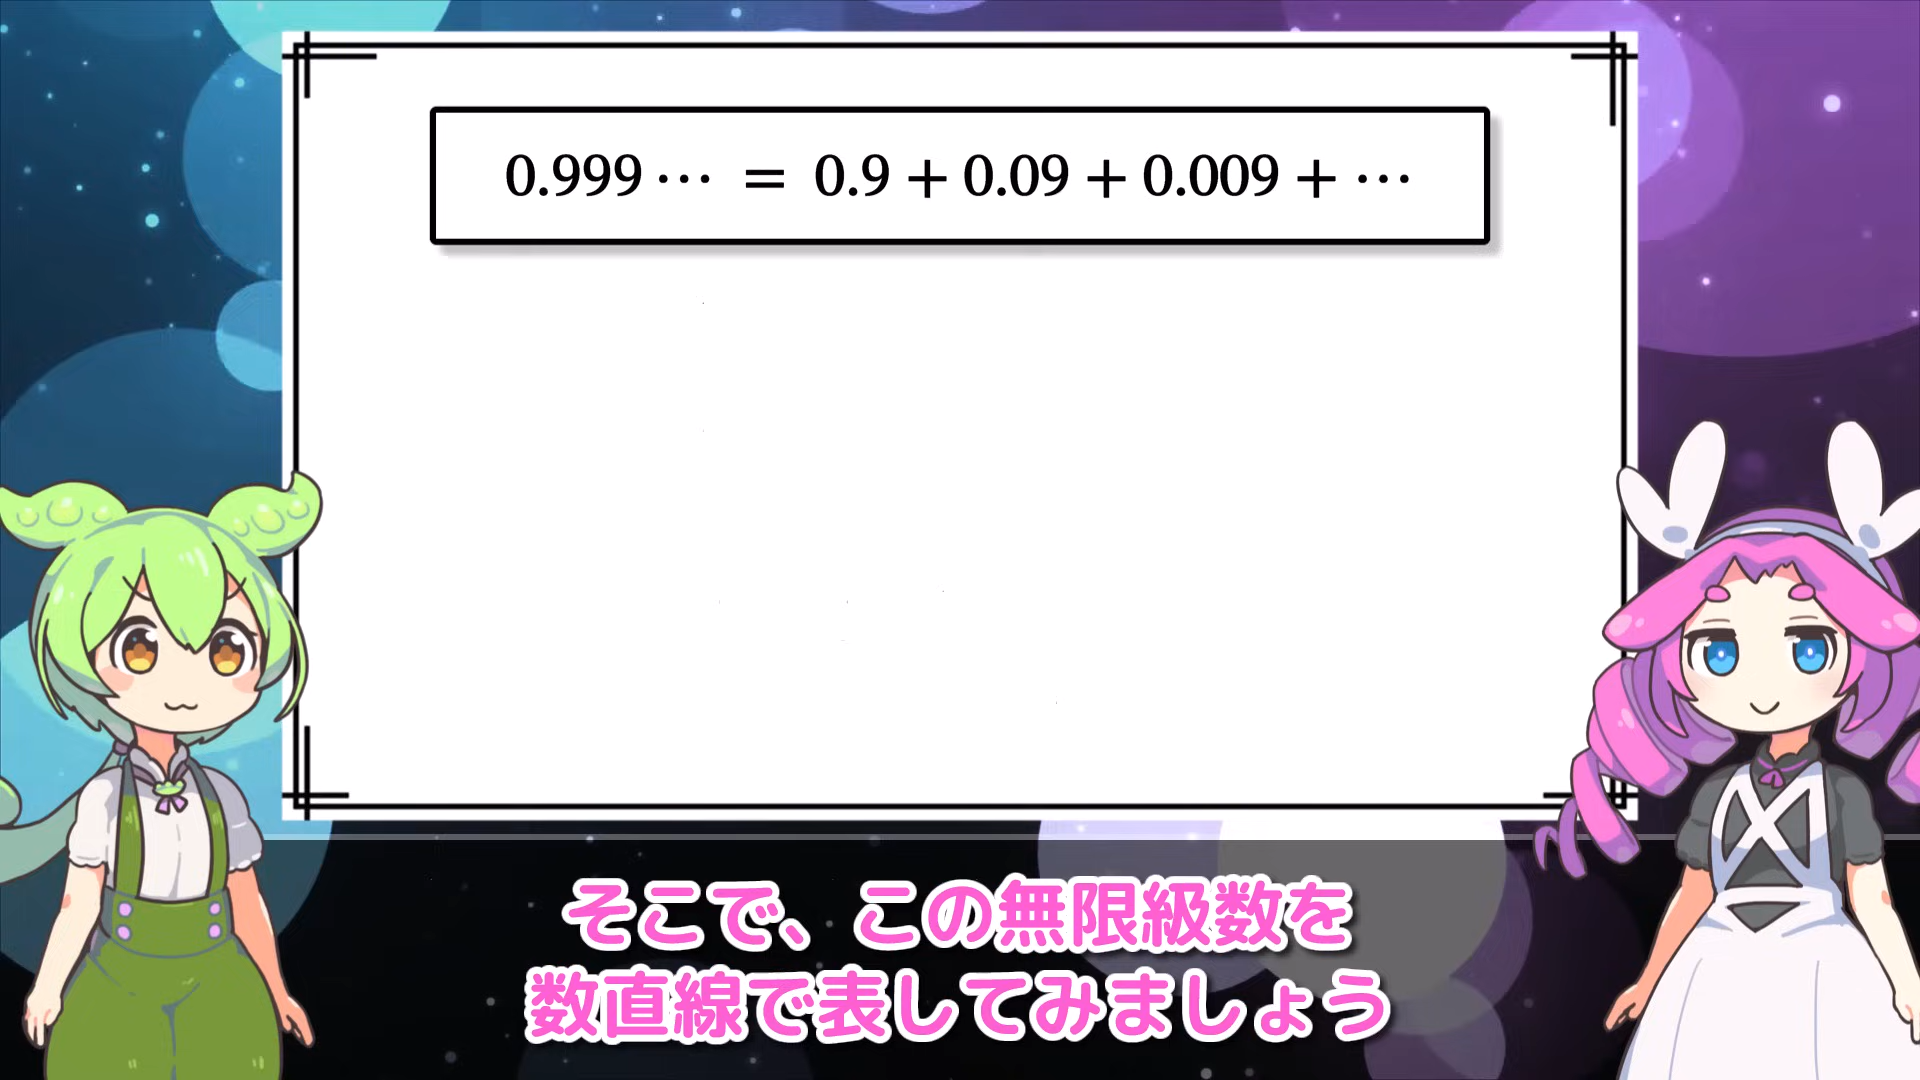 0.999⋯ = 0.9 + 0.09 + 0.009 + ⋯
そこで、この無限級数を
数直線で表してみましょう